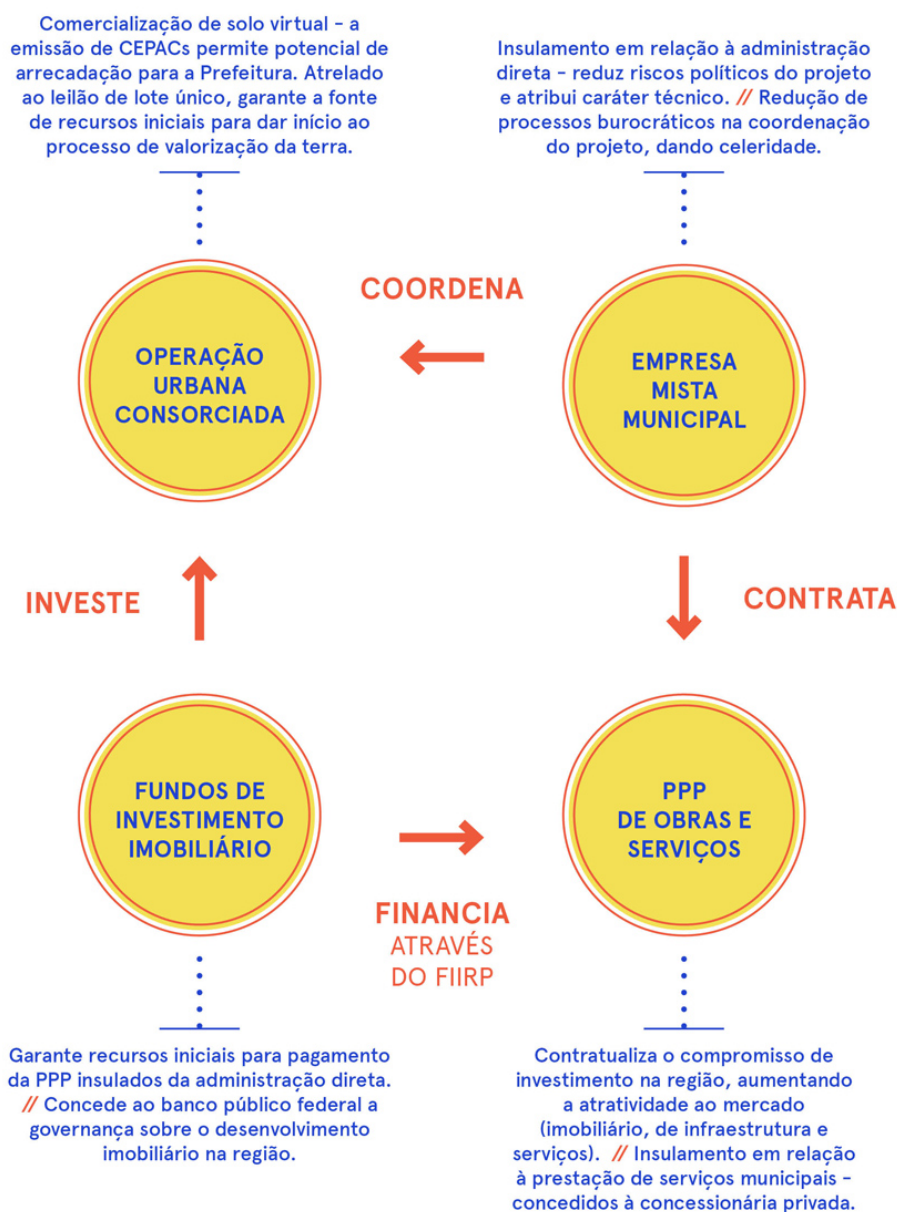 Comercialização de solo virtual - a
emissão de CEPACs permite potencial de
arrecadação para a Prefeitura. Atrelado
ao leilão de lote único, garante a fonte
de recursos iniciais para dar início ao
processo de valorização da terra.
Insulamento em relação à administração
direta - reduz riscos políticos do projeto
e atribui caráter técnico. // Redução de
processos burocráticos na coordenação
do projeto, dando celeridade.
COORDENA
OPERAÇÃO
URBANA
CONSORCIADA
EMPRESA
MISTA
MUNICIPAL
INVESTE
CONTRATA
FUNDOS DE
INVESTIMENTO
IMOBILIÁRIO
PPP
DE OBRAS E
SERVIÇOS
FINANCIA
ATRAVÉS
DO FIIRP
Garante recursos iniciais para pagamento
da PPP insulados da administração direta.
// Concede ao banco público federal a
governança sobre o desenvolvimento
imobiliário na região.
Contratualiza o compromisso de
investimento na região, aumentando
a atratividade ao mercado
(imobiliário, de infraestrutura e
serviços). // Insulamento em relação
à prestação de serviços municipais -
concedidos à concessionária privada.